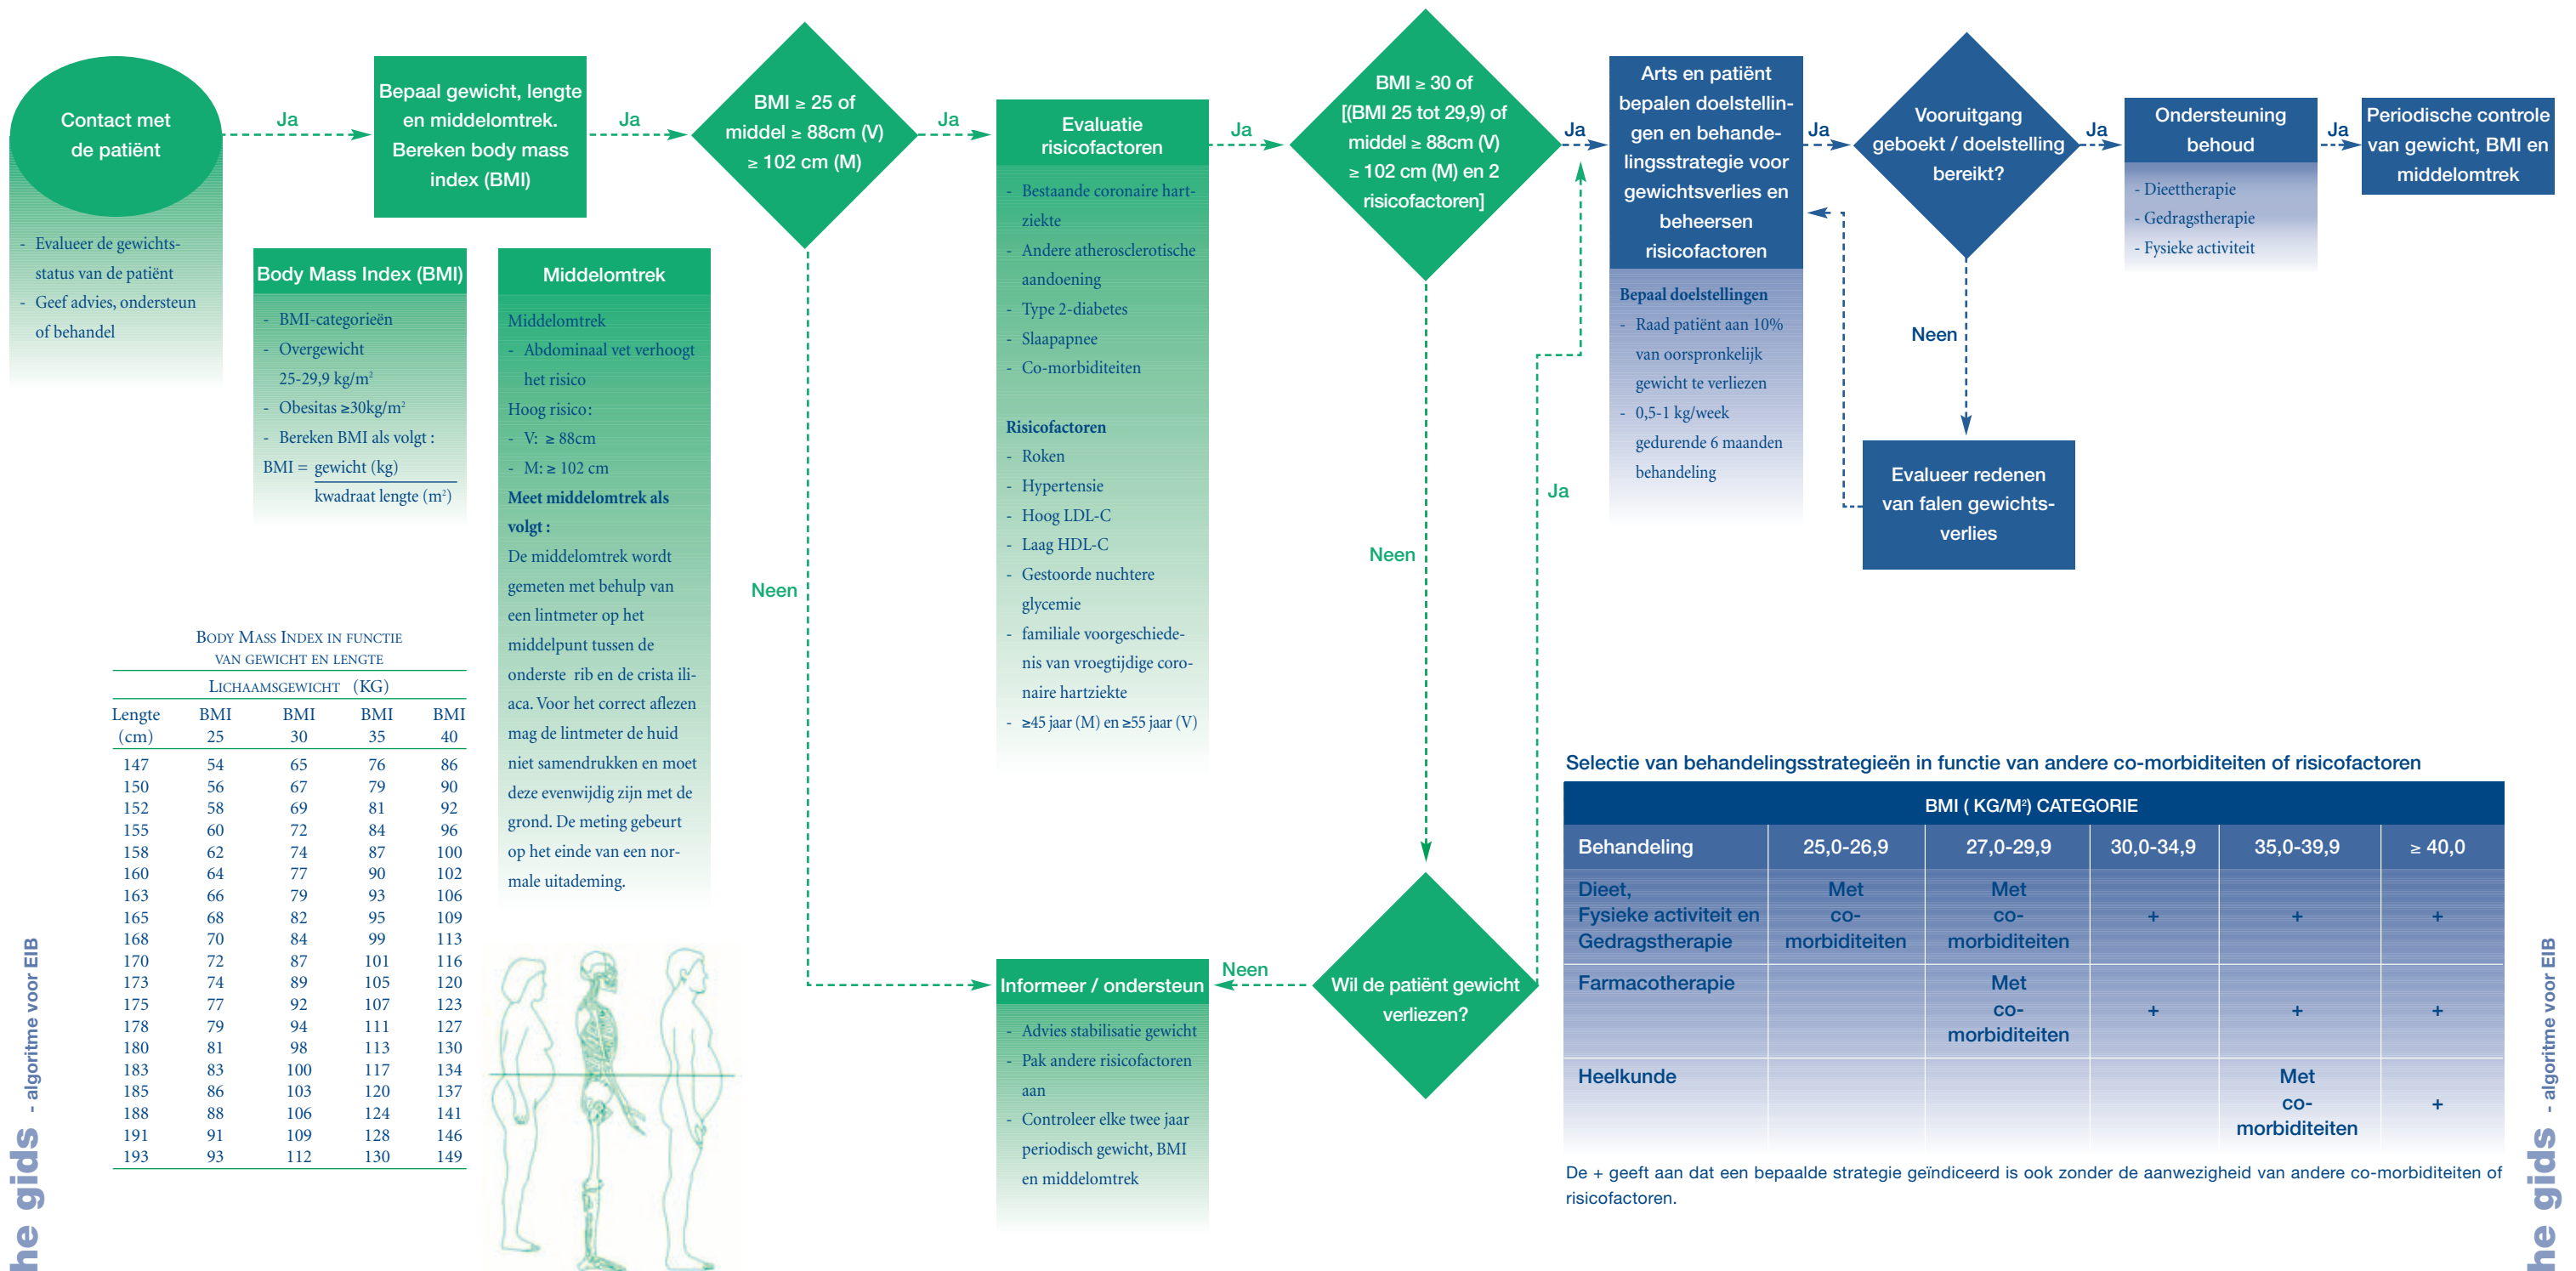 Contact met
de patiënt
- Evalueer de gewichts-
status van de patiënt
- Geef advies, ondersteun
of behandel
Ja
Bepaal gewicht, lengte
en middelomtrek.
Bereken body mass
index (BMI)
Body Mass Index (BMI)
- BMI-categorieën
- Overgewicht
25-29,9 kg/m²
- Obesitas ≥30kg/m²
- Bereken BMI als volgt :
BMI = gewicht (kg)
kwadraat lengte (m²)
Middelomtrek
Middelomtrek
- Abdominaal vet verhoogt
het risico
Hoog risico:
- V: ≥ 88cm
- M: ≥ 102 cm
Meet middelomtrek als
volgt :
De middelomtrek wordt
gemeten met behulp van
een lintmeter op het
middelpunt tussen de
onderste rib en de crista ili-
aca. Voor het correct aflezen
mag de lintmeter de huid
niet samendrukken en moet
deze evenwijdig zijn met de
grond. De meting gebeurt
op het einde van een nor-
male uitademing.
Ja
BMI ≥ 25 of
middel ≥ 88cm (V)
≥ 102 cm (M)
Neen
Ja
Evaluatie
risicofactoren
- Bestaande coronaire hart-
ziekte
- Andere atherosclerotische
aandoening
- Type 2-diabetes
- Slaapapnee
- Co-morbiditeiten
Risicofactoren
- Roken
- Hypertensie
- Hoog LDL-C
- Laag HDL-C
- Gestoorde nuchtere
glycemie
- familiale voorgeschiede-
nis van vroegtijdige coro-
naire hartziekte
- ≥45 jaar (M) en ≥55 jaar (V)
Ja
BMI ≥ 30 of
[(BMI 25 tot 29,9) of
middel ≥ 88cm (V)
≥ 102 cm (M) en 2
risicofactoren]
Neen
Wil de patiënt gewicht
verliezen?
Neen
Informeer / ondersteun
- Advies stabilisatie gewicht
- Pak andere risicofactoren
aan
- Controleer elke twee jaar
periodisch gewicht, BMI
en middelomtrek
Ja
Ja
Arts en patiënt
bepalen doelstellin-
gen en behande-
lingsstrategie voor
gewichtsverlies en
beheersen
risicofactoren
Bepaal doelstellingen
- Raad patiënt aan 10%
van oorspronkelijk
gewicht te verliezen
- 0,5-1 kg/week
gedurende 6 maanden
behandeling
Ja
Vooruitgang
geboekt / doelstelling
bereikt?
Neen
Evalueer redenen
van falen gewichts-
verlies
Ja
Ondersteuning
behoud
- Dieettherapie
- Gedragstherapie
- Fysieke activiteit
Ja
Periodische controle
van gewicht, BMI en
middelomtrek
BODY MASS INDEX IN FUNCTIE
VAN GEWICHT EN LENGTE
LICHAAMSGEWICHT (KG)
Lengte BMI BMI BMI BMI
(cm) 25 30 35 40
147 54 65 76 86
150 56 67 79 90
152 58 69 81 92
155 60 72 84 96
158 62 74 87 100
160 64 77 90 102
163 66 79 93 106
165 68 82 95 109
168 70 84 99 113
170 72 87 101 116
173 74 89 105 120
175 77 92 107 123
178 79 94 111 127
180 81 98 113 130
183 83 100 117 134
185 86 103 120 137
188 88 106 124 141
191 91 109 128 146
193 93 112 130 149
Selectie van behandelingsstrategieën in functie van andere co-morbiditeiten of risicofactoren
BMI ( KG/M²) CATEGORIE
Behandeling 25,0-26,9 27,0-29,9 30,0-34,9 35,0-39,9 ≥ 40,0
Dieet, Met Met
Fysieke activiteit en co- co- + + +
Gedragstherapie morbiditeiten morbiditeiten
Farmacotherapie Met
co- + + +
morbiditeiten
Heelkunde Met
co- +
morbiditeiten
De + geeft aan dat een bepaalde strategie geïndiceerd is ook zonder de aanwezigheid van andere co-morbiditeiten of
risicofactoren.
he gids - algoritme voor EIB
he gids - algoritme voor EIB